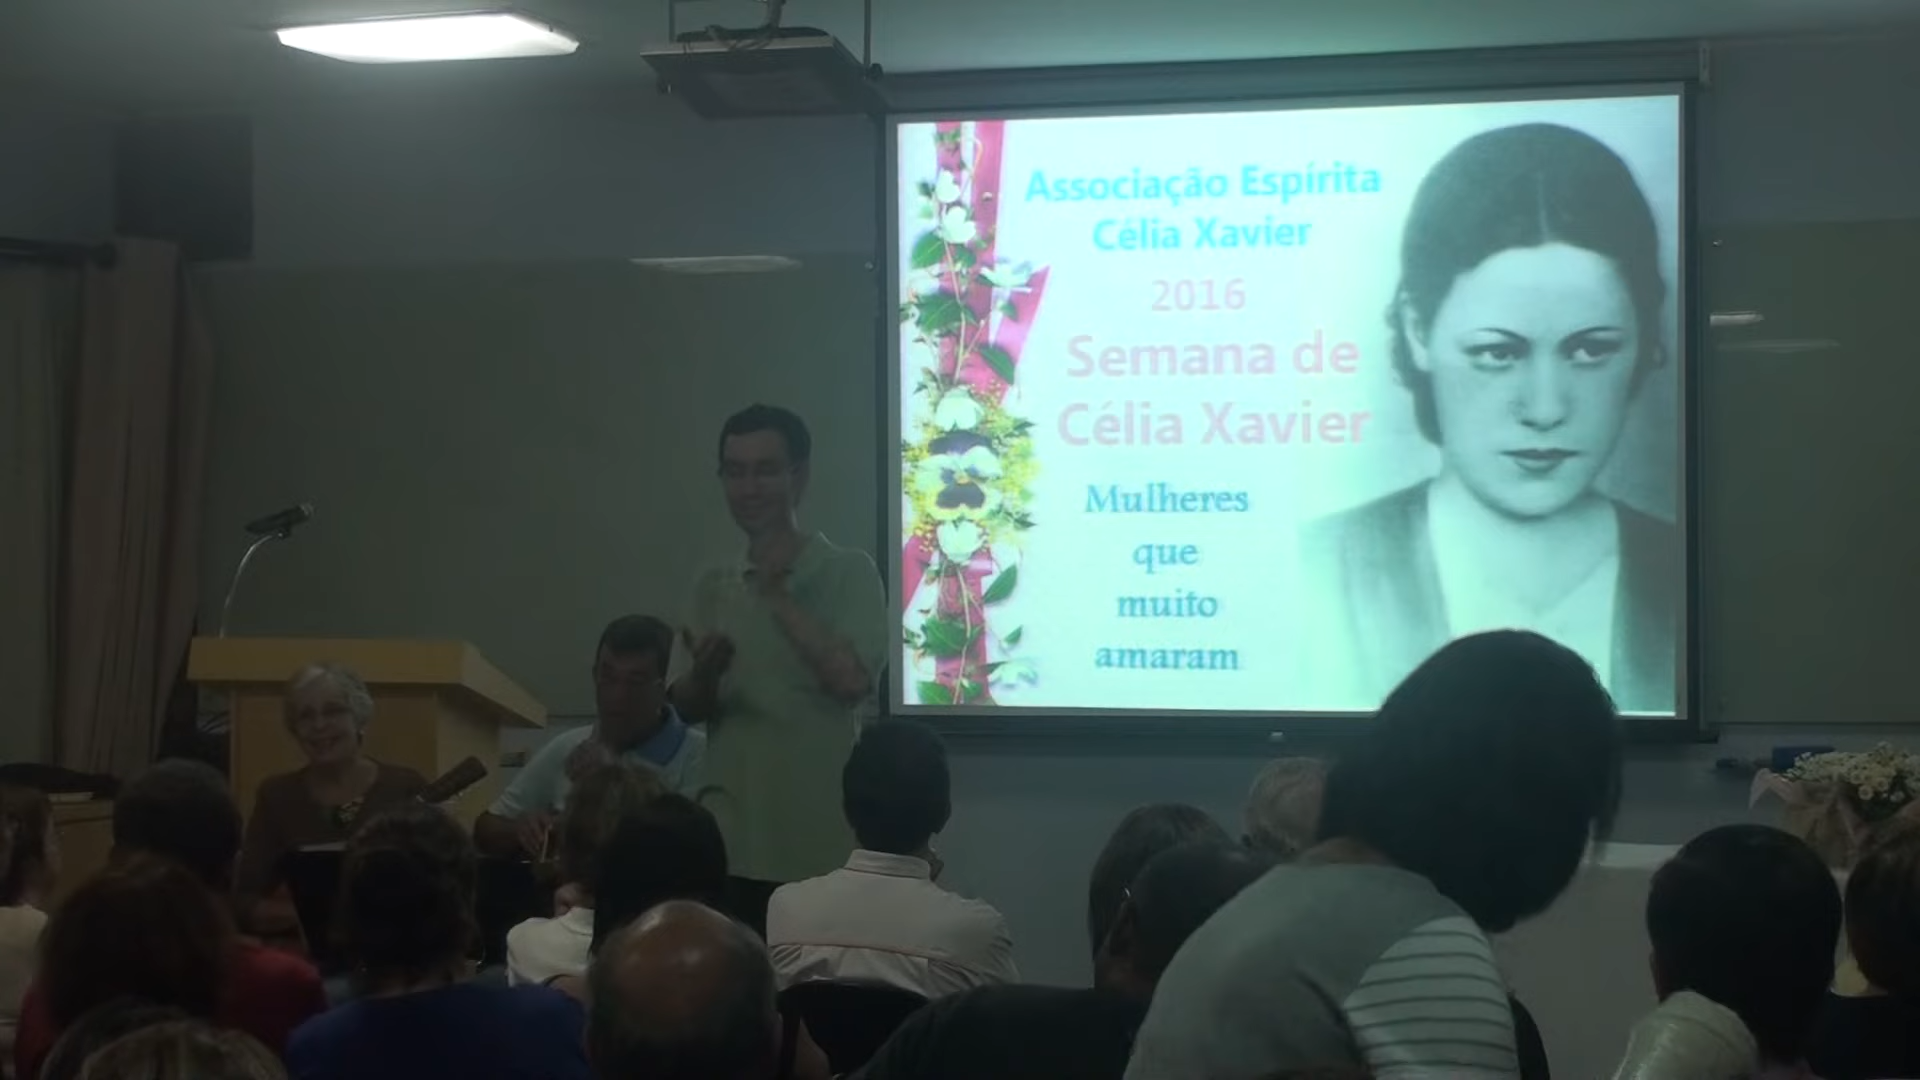 Associação Espírita
Célia Xavier
2016
Semana de
Célia Xavier
Mulheres
que
muito
amaram